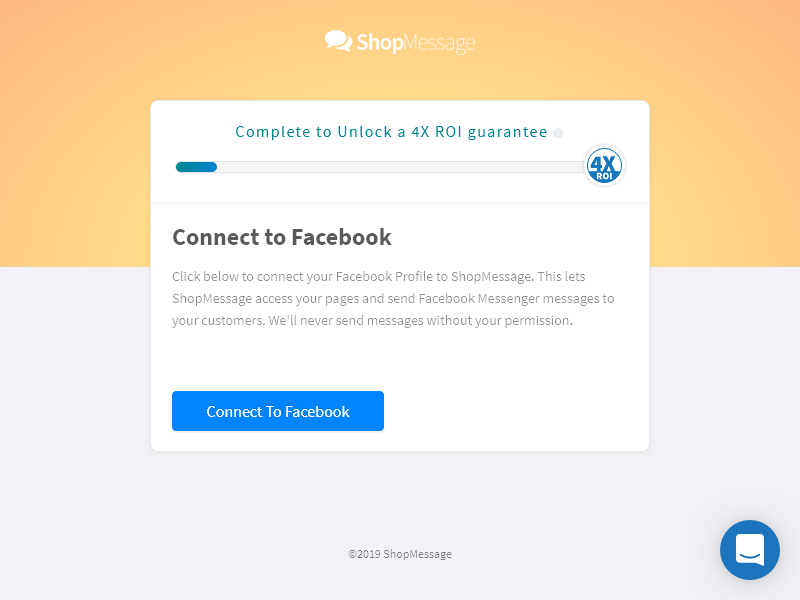 ShopMessage
Complete to Unlock a 4X ROI guarantee
4X
ROI
Connect to Facebook
Click below to connect your Facebook Profile to ShopMessage. This lets
ShopMessage access your pages and send Facebook Messenger messages to
your customers. We'll never send messages without your permission.
Connect To Facebook
©2019 ShopMessage